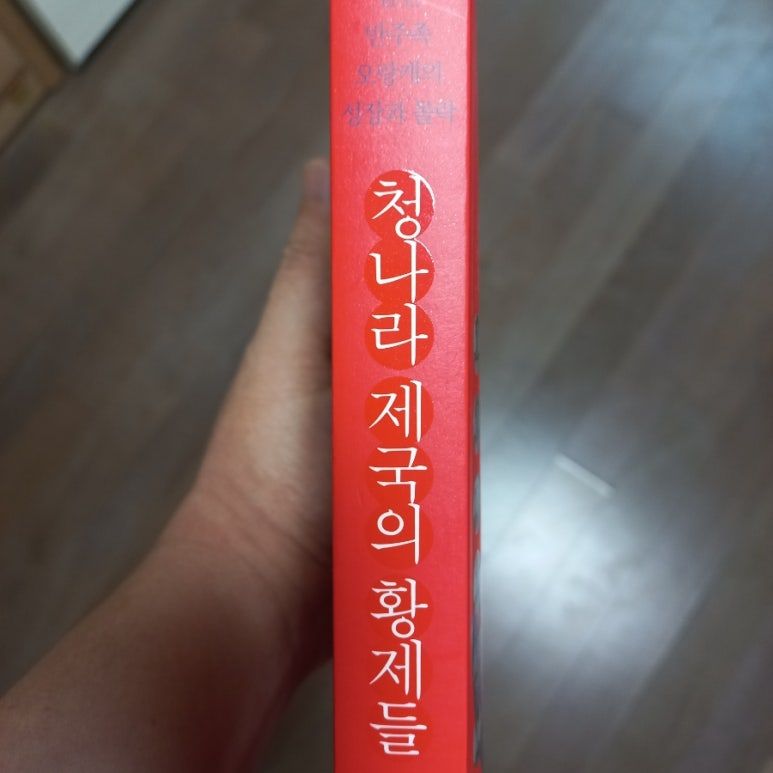 만주족
오랑캐의
성장과 몰락
청나라 제국의 황제들